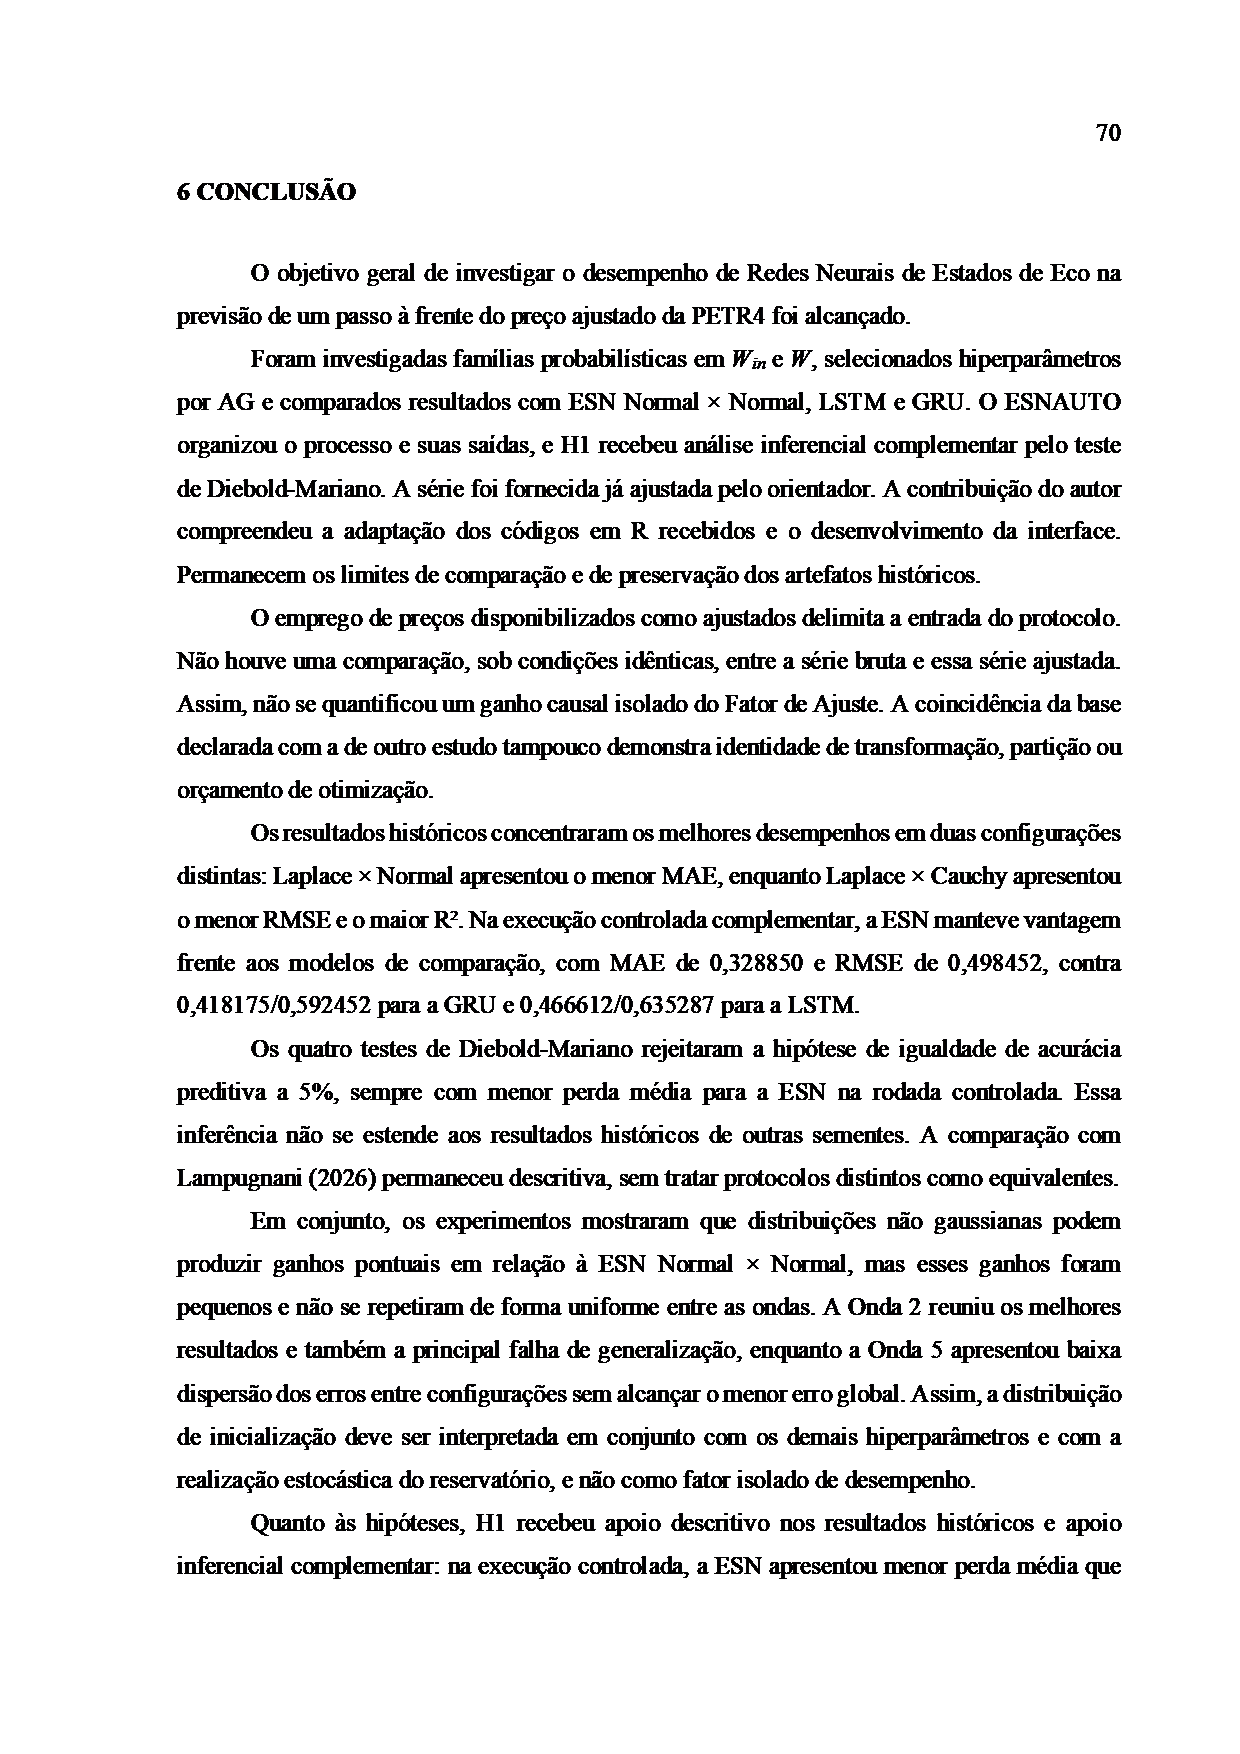 70
6 CONCLUSÃO
O objetivo geral de investigar o desempenho de Redes Neurais de Estados de Eco na
previsão de um passo à frente do preço ajustado da PETR4 foi alcançado.
Foram investigadas famílias probabilísticas em Win e W, selecionados hiperparâmetros
por AG e comparados resultados com ESN Normal × Normal, LSTM e GRU. O ESNAUTO
organizou o processo e suas saídas, e H1 recebeu análise inferencial complementar pelo teste
de Diebold-Mariano. A série foi fornecida já ajustada pelo orientador. A contribuição do autor
compreendeu a adaptação dos códigos em R recebidos e o desenvolvimento da interface.
Permanecem os limites de comparação e de preservação dos artefatos históricos.
O emprego de preços disponibilizados como ajustados delimita a entrada do protocolo.
Não houve uma comparação, sob condições idênticas, entre a série bruta e essa série ajustada.
Assim, não se quantificou um ganho causal isolado do Fator de Ajuste. A coincidência da base
declarada com a de outro estudo tampouco demonstra identidade de transformação, partição ou
orçamento de otimização.
Os resultados históricos concentraram os melhores desempenhos em duas configurações
distintas: Laplace × Normal apresentou o menor MAE, enquanto Laplace × Cauchy apresentou
o menor RMSE e o maior R². Na execução controlada complementar, a ESN manteve vantagem
frente aos modelos de comparação, com MAE de 0,328850 e RMSE de 0,498452, contra
0,418175/0,592452 para a GRU e 0,466612/0,635287 para a LSTM.
Os quatro testes de Diebold-Mariano rejeitaram a hipótese de igualdade de acurácia
preditiva a 5%, sempre com menor perda média para a ESN na rodada controlada. Essa
inferência não se estende aos resultados históricos de outras sementes. A comparação com
Lampugnani (2026) permaneceu descritiva, sem tratar protocolos distintos como equivalentes.
Em conjunto, os experimentos mostraram que distribuições não gaussianas podem
produzir ganhos pontuais em relação à ESN Normal × Normal, mas esses ganhos foram
pequenos e não se repetiram de forma uniforme entre as ondas. A Onda 2 reuniu os melhores
resultados e também a principal falha de generalização, enquanto a Onda 5 apresentou baixa
dispersão dos erros entre configurações sem alcançar o menor erro global. Assim, a distribuição
de inicialização deve ser interpretada em conjunto com os demais hiperparâmetros e com a
realização estocástica do reservatório, e não como fator isolado de desempenho.
Quanto às hipóteses, H1 recebeu apoio descritivo nos resultados históricos e apoio
inferencial complementar: na execução controlada, a ESN apresentou menor perda média que